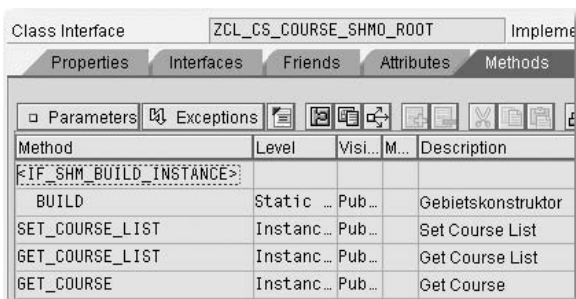 Class Interface ZCL_CS_COURSE_SHMO_ROOT Impleme
Properties Interfaces Friends Attributes Methods
Parameters Exceptions
Method Level Visi... M... Description
<IF_SHM_BUILD_INSTANCE>
BUILD Static ... Pub... Gebietskonstruktor
SET_COURSE_LIST Instanc... Pub... Set Course List
GET_COURSE_LIST Instanc... Pub... Get Course List
GET_COURSE Instanc... Pub... Get Course